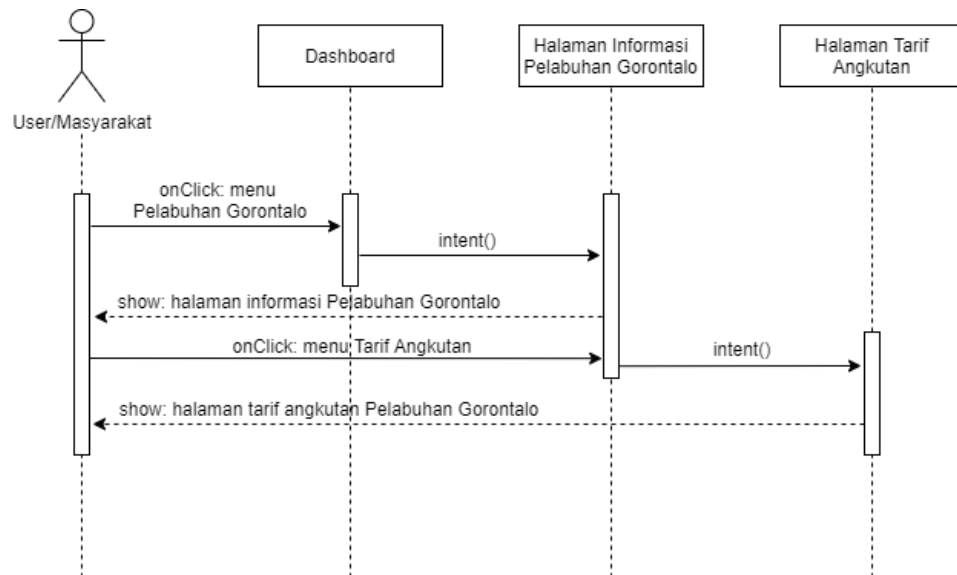 Dashboard
Halaman Informasi
Pelabuhan Gorontalo
Halaman Tarif
Angkutan
User/Masyarakat
onClick: menu
Pelabuhan Gorontalo
intent()
show: halaman informasi Pelabuhan Gorontalo
onClick: menu Tarif Angkutan
intent()
show: halaman tarif angkutan Pelabuhan Gorontalo